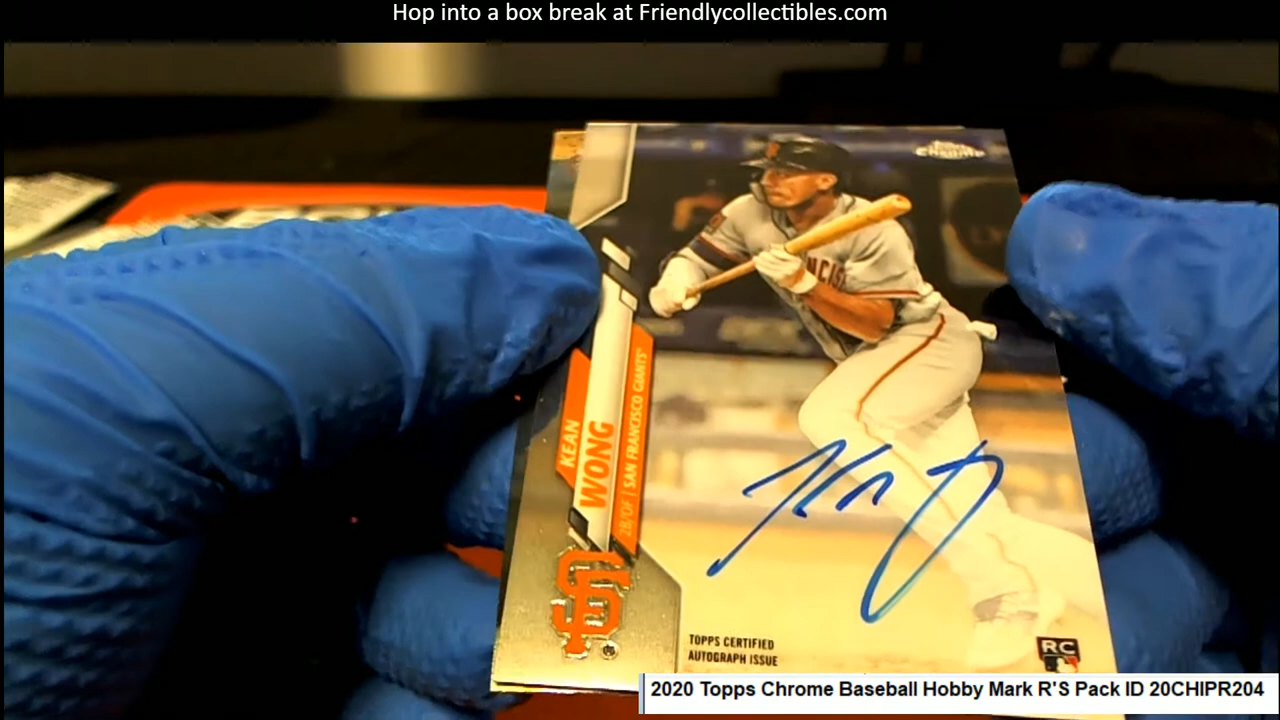 Hop into a box break at Friendlycollectibles.com
Topps
Chrome
NCIS
KEAN
WONG
2B/OF | SAN FRANCISCO GIANTS
SF
TOPPS CERTIFIED
AUTOGRAPH ISSUE
RC
2020 Topps Chrome Baseball Hobby Mark R'S Pack ID 20CHIPR204